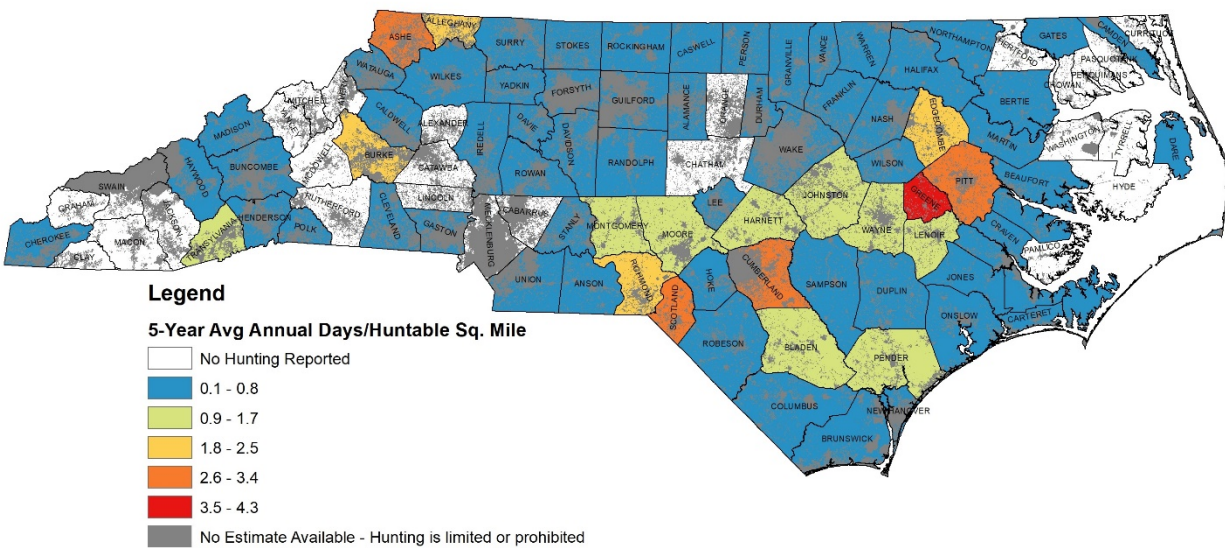 ALLEGHANY
ASHE
SURRY
STOKES
ROCKINGHAM
CASWELL
PERSON
GRANVILLE
VANCE
WARREN
NORTHAMPTON
HERTFORD
GATES
CAMDEN
CURRITUCK
PASQUOTANK
PERQUIMANS
WATAUGA
WILKES
YADKIN
FORSYTH
GUILFORD
ALAMANCE
ORANGE
DURHAM
FRANKLIN
HALIFAX
BERTIE
MITCHELL
AVERY
CALDWELL
ALEXANDER
IREDELL
DAVIE
DAVIDSON
RANDOLPH
CHATHAM
WAKE
NASH
EDGECOMBE
MARTIN
WASHINGTON
TYRRELL
DARE
MADISON
BUNCOMBE
MCDOWELL
BURKE
CATAWBA
ROWAN
WILSON
PITT
BEAUFORT
HYDE
SWAIN
HAYWOOD
GRAHAM
JACKSON
RUTHERFORD
LINCOLN
CABARRUS
LEE
JOHNSTON
GREENE
CHEROKEE
CLAY
MACON
TRANSYLVANIA
HENDERSON
POLK
CLEVELAND
GASTON
MECKLENBURG
STANLY
MONTGOMERY
MOORE
HARNETT
WAYNE
LENOIR
CRAVEN
PAMLICO
UNION
ANSON
RICHMOND
SCOTLAND
HOKE
CUMBERLAND
SAMPSON
DUPLIN
JONES
ONSLOW
CARTERET
ROBESON
BLADEN
PENDER
COLUMBUS
NEW HANOVER
BRUNSWICK
Legend
5-Year Avg Annual Days/Huntable Sq. Mile
No Hunting Reported
0.1 - 0.8
0.9 - 1.7
1.8 - 2.5
2.6 - 3.4
3.5 - 4.3
No Estimate Available - Hunting is limited or prohibited